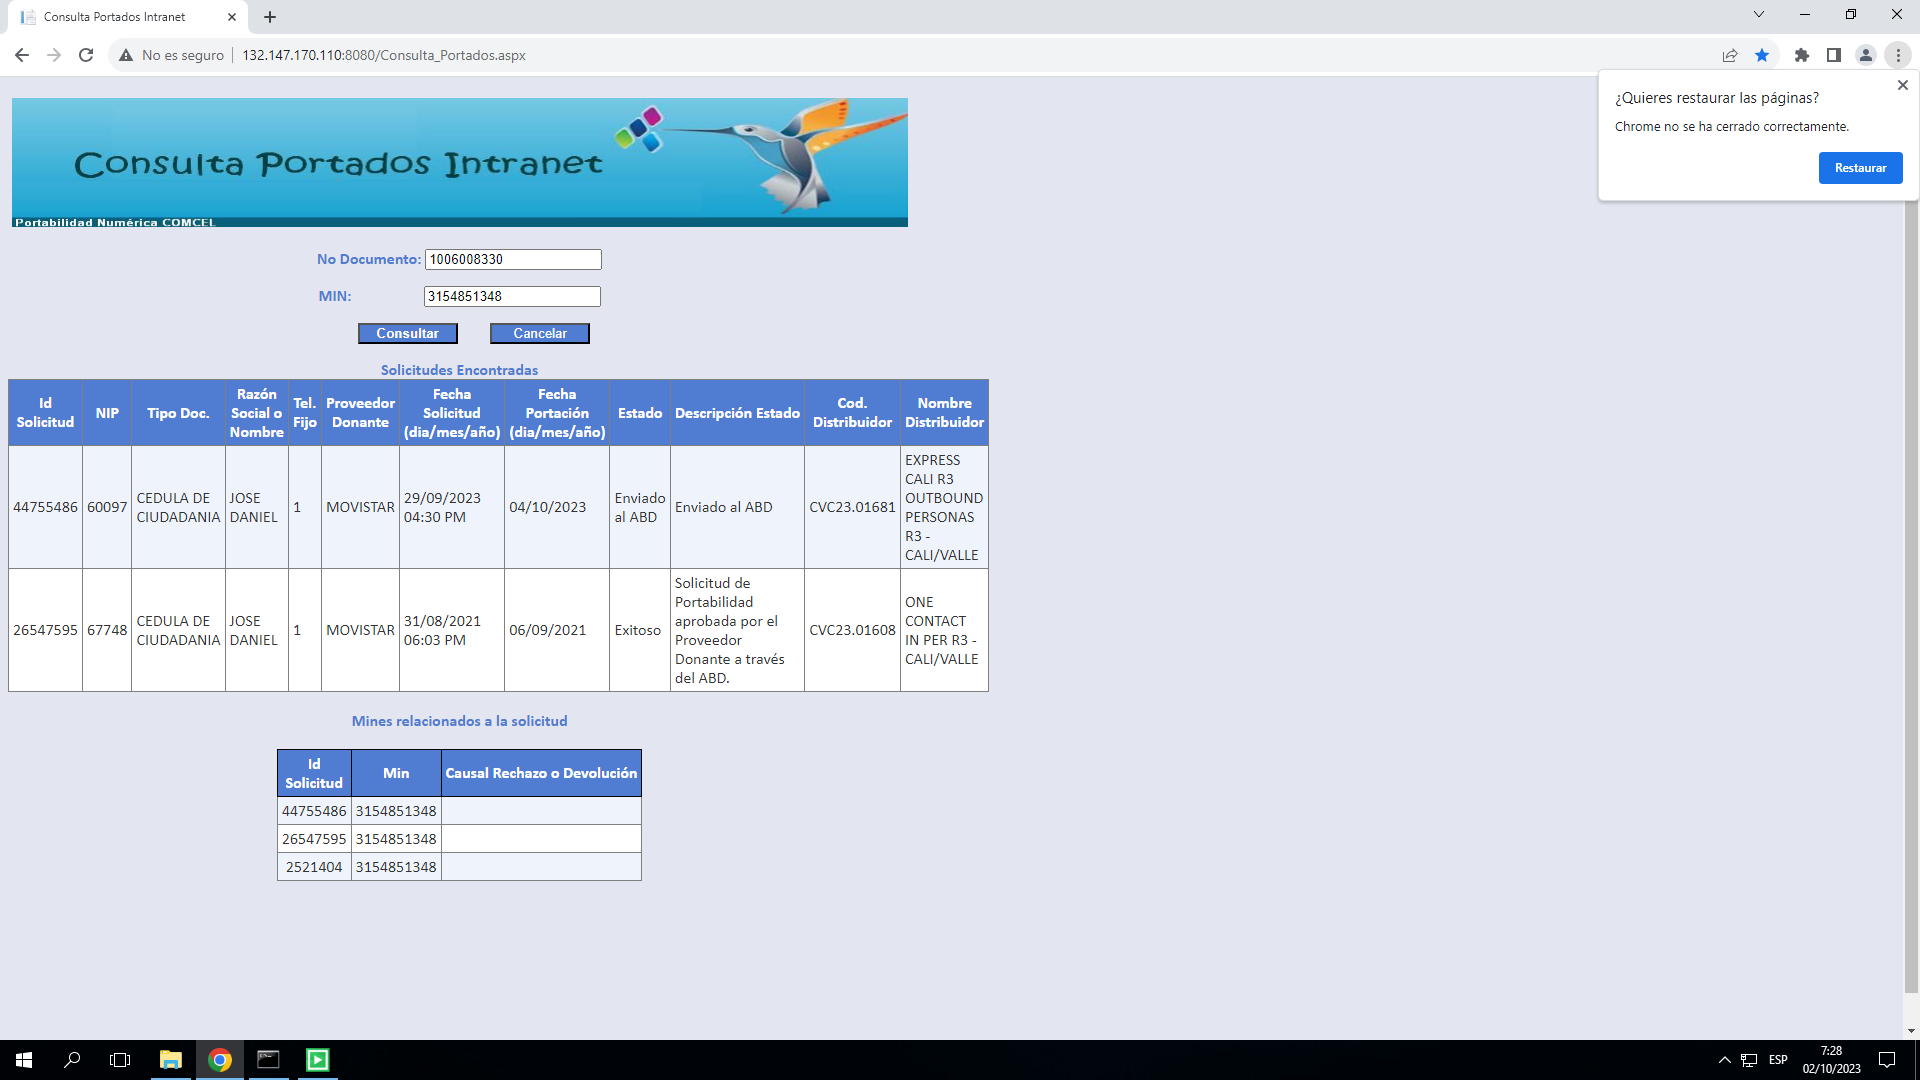 Consulta Portados Intranet
No es seguro
132.147.170.110:8080/Consulta_Portados.aspx
¿Quieres restaurar las páginas?
Chrome no se ha cerrado correctamente.
Restaurar
Consulta Portados Intranet
Portabilidad Numérica COMCEL
No Documento: 1006008330
MIN: 3154851348
Consultar Cancelar
Solicitudes Encontradas
Id Solicitud NIP Tipo Doc. Razón Social o Nombre Tel. Fijo Proveedor Donante Fecha Solicitud (dia/mes/año) Fecha Portación (dia/mes/año) Estado Descripción Estado Cod. Distribuidor Nombre Distribuidor
44755486 60097 CEDULA DE CIUDADANIA JOSE DANIEL 1 MOVISTAR 29/09/2023 04:30 PM 04/10/2023 Enviado al ABD Enviado al ABD CVC23.01681 EXPRESS CALI R3 OUTBOUND PERSONAS R3 - CALI/VALLE
26547595 67748 CEDULA DE CIUDADANIA JOSE DANIEL 1 MOVISTAR 31/08/2021 06:03 PM 06/09/2021 Exitoso Solicitud de Portabilidad aprobada por el Proveedor Donante a través del ABD. CVC23.01608 ONE CONTACT IN PER R3 - CALI/VALLE
Mines relacionados a la solicitud
Id Solicitud Min Causal Rechazo o Devolución
44755486 3154851348
26547595 3154851348
2521404 3154851348
ESP
7:28
02/10/2023